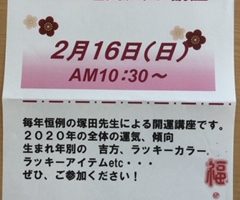 2月16日(日)
AM10:30～
毎年恒例の塚田先生による開運講座です。
2020年の全体の運気、傾向
生まれ年別の 吉方、ラッキーカラー、
ラッキーアイテムetc・・・
ぜひ、ご参加ください！
福